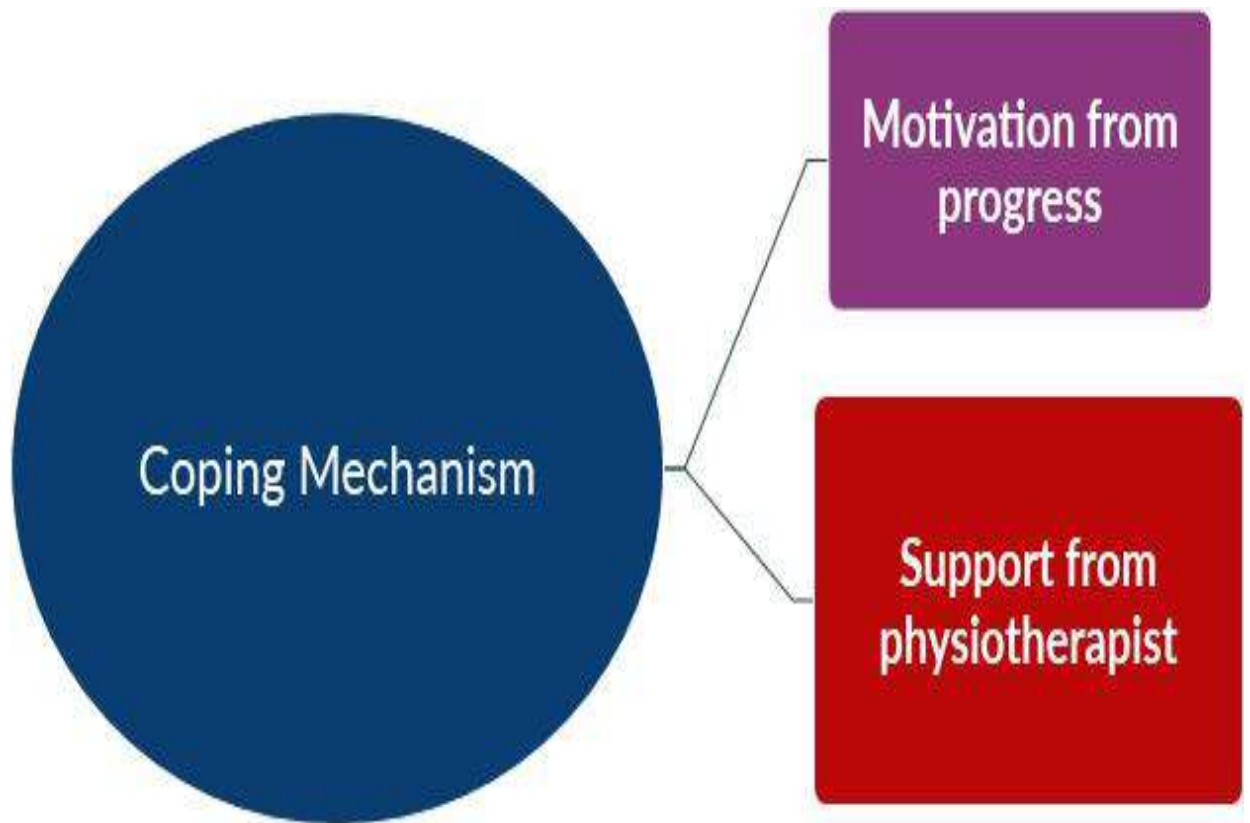 Coping Mechanism
Motivation from
progress
Support from
physiotherapist